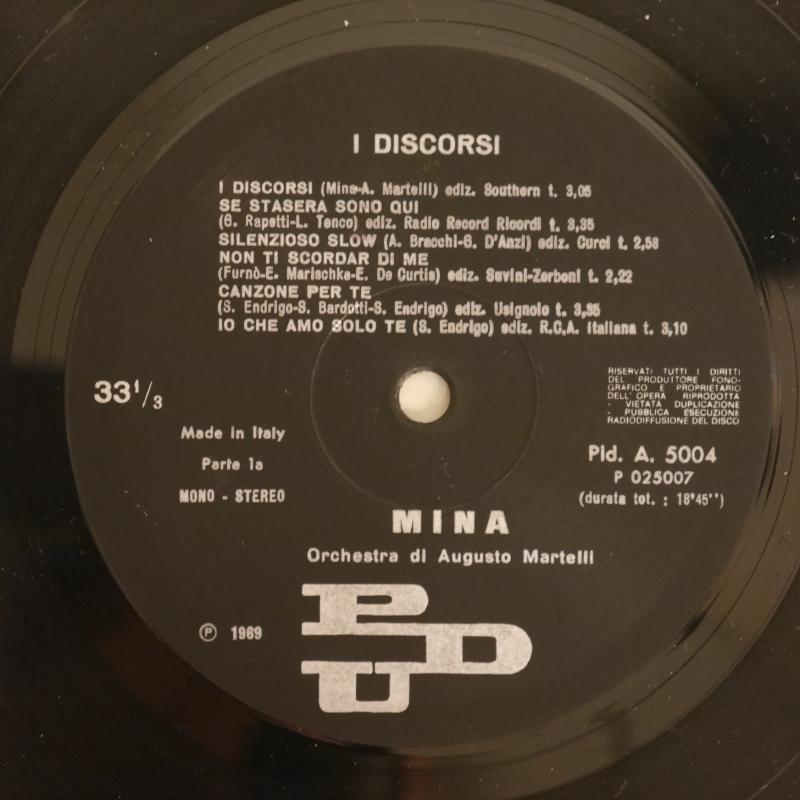 I DISCORSI
I DISCORSI (Mina-A. Martelli) ediz. Southern t. 3,05
SE STASERA SONO QUI
(G. Rapetti-L. Tenco) ediz. Radio Record Ricordi t. 3,35
SILENZIOSO SLOW (A. Bracchi-G. D'Anzi) ediz. Curci t. 2,58
NON TI SCORDAR DI ME
(Furnò-E. Marischka-E. De Curtis) ediz. Suvini-Zerboni t. 2,22
CANZONE PER TE
(S. Endrigo-S. Bardotti-S. Endrigo) ediz. Usignolo t. 3,35
IO CHE AMO SOLO TE (S. Endrigo) ediz. R.C.A. Italiana t. 3,10
33 1/3
Made in Italy
Parte 1a
MONO - STEREO
RISERVATI TUTTI I DIRITTI
DEL PRODUTTORE FONO-
GRAFICO E PROPRIETARIO
DELL'OPERA RIPRODOTTA
- VIETATA DUPLICAZIONE
- PUBBLICA ESECUZIONE
RADIODIFFUSIONE DEL DISCO
Pld. A. 5004
P 025007
(durata tot. : 18°45'')
MINA
Orchestra di Augusto Martelli
℗ 1969
PDU